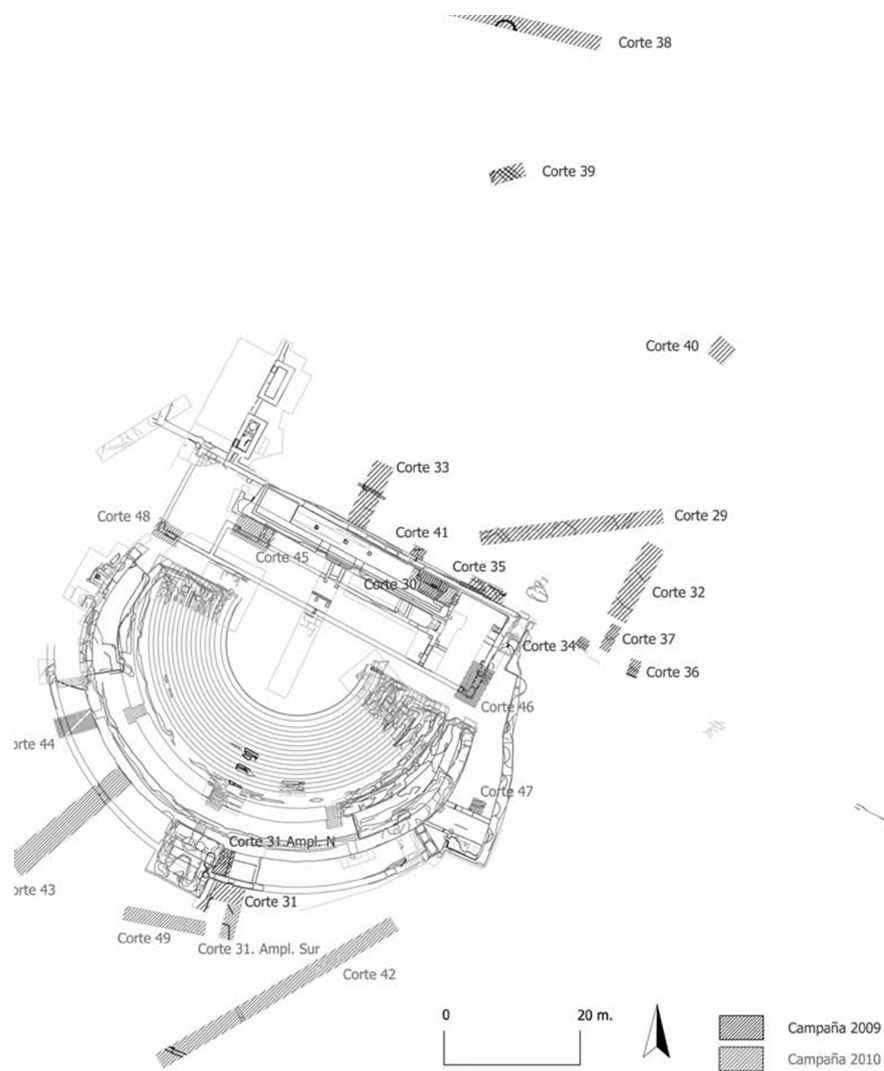 Corte 38
Corte 39
Corte 40
Corte 33
Corte 48
Corte 29
Corte 41
Corte 45
Corte 35
Corte 30
Corte 32
Corte 37
Corte 34
Corte 36
Corte 46
orte 44
Corte 47
Corte 31.Ampl. N
orte 43
Corte 31
Corte 49
Corte 31. Ampl. Sur
Corte 42
0 20 m.
Campaña 2009
Campaña 2010